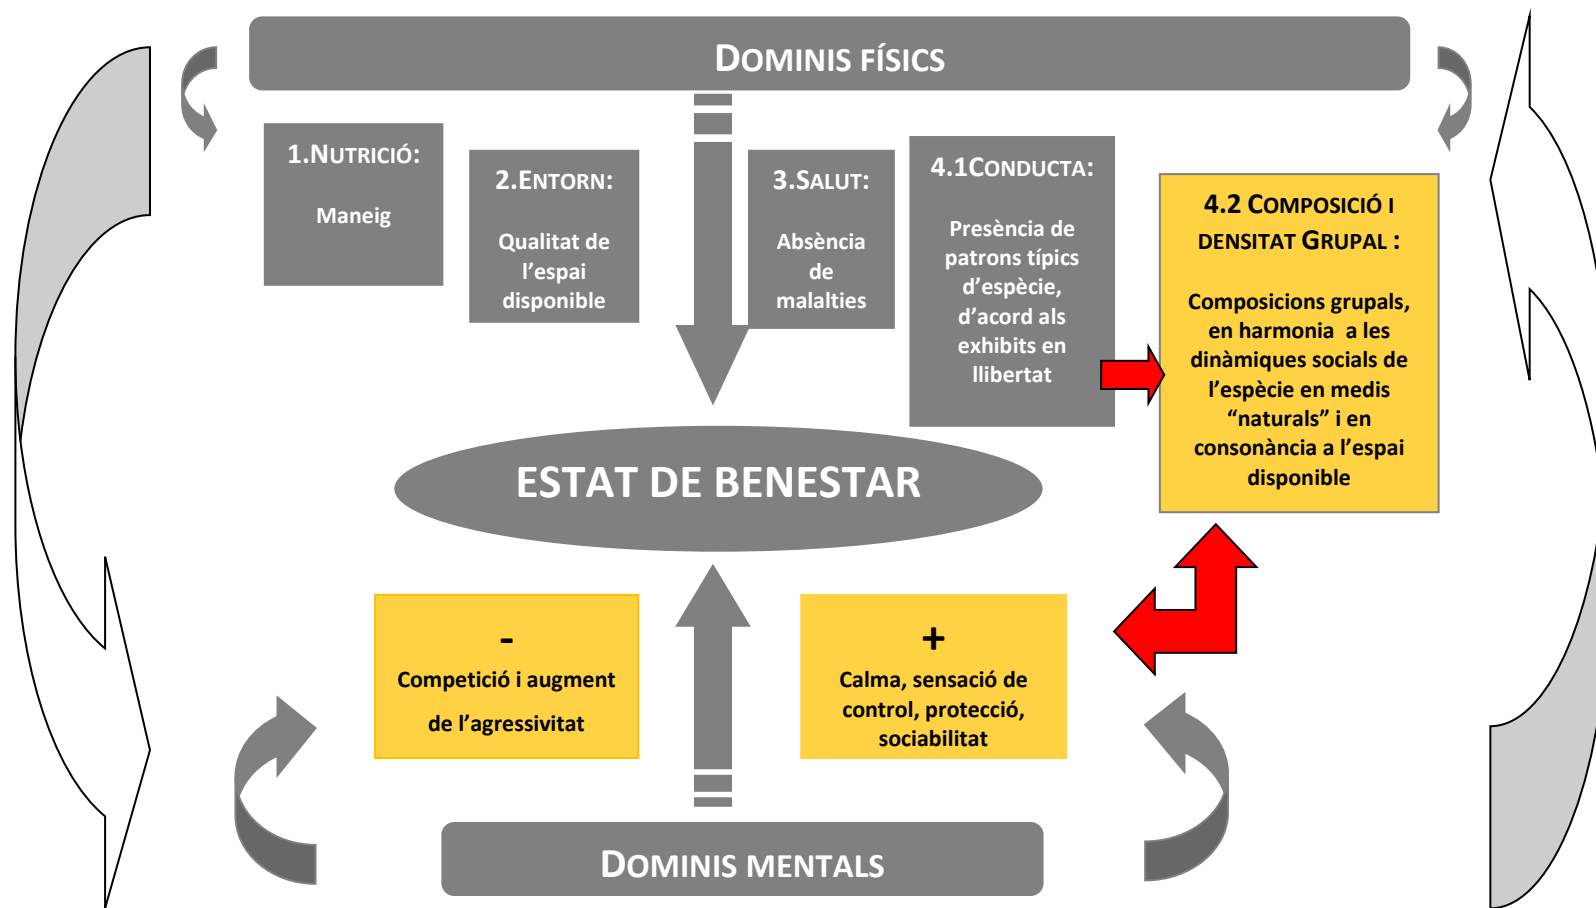 DOMINIS FÍSICS
1.NUTRICIÓ:
Maneig
2.ENTORN:
Qualitat de
l’espai
disponible
3.SALUT:
Absència
de
malalties
4.1CONDUCTA:
Presència de
patrons típics
d’espècie,
d’acord als
exhibits en
llibertat
4.2 COMPOSICIÓ I
DENSITAT GRUPAL :
Composicions grupals,
en harmonia a les
dinàmiques socials de
l’espècie en medis
“naturals” i en
consonància a l’espai
disponible
ESTAT DE BENESTAR
-
Competició i augment
de l’agressivitat
+
Calma, sensació de
control, protecció,
sociabilitat
DOMINIS MENTALS